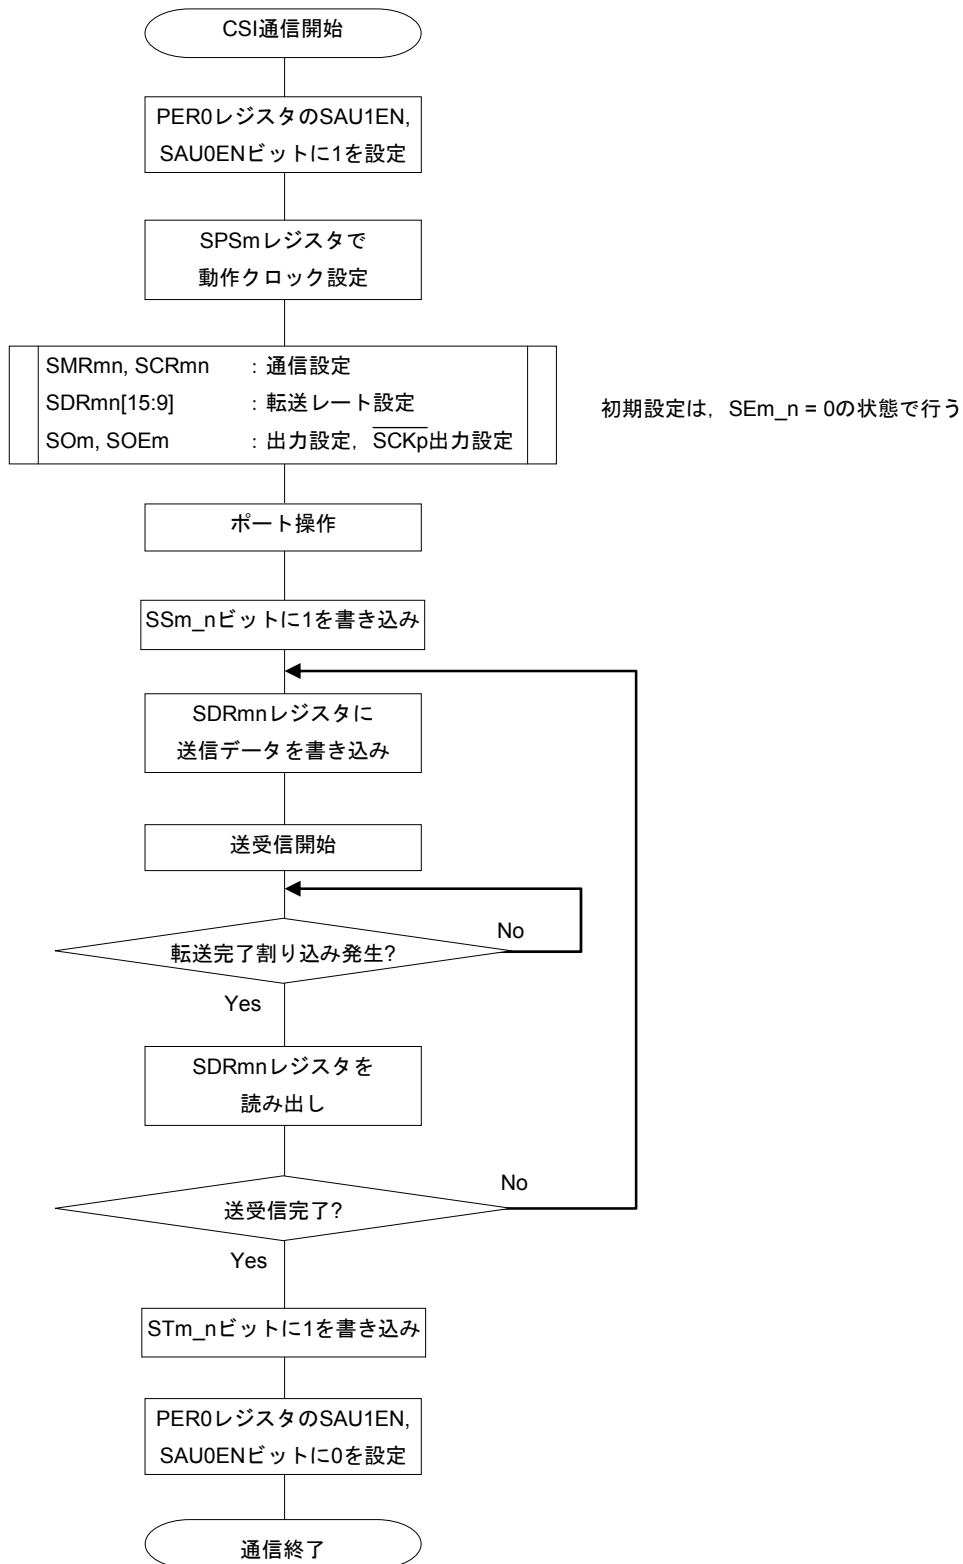 CSI通信開始
PER0レジスタのSAU1EN,
SAU0ENビットに1を設定
SPSmレジスタで
動作クロック設定
SMRmn, SCRmn : 通信設定
SDRmn[15:9] : 転送レート設定
SOm, SOEm : 出力設定, SCKp出力設定
初期設定は, SEm_n = 0の状態で行う
ポート操作
SSm_nビットに1を書き込み
SDRmnレジスタに
送信データを書き込み
送受信開始
No
転送完了割り込み発生?
Yes
SDRmnレジスタを
読み出し
No
送受信完了?
Yes
STm_nビットに1を書き込み
PER0レジスタのSAU1EN,
SAU0ENビットに0を設定
通信終了